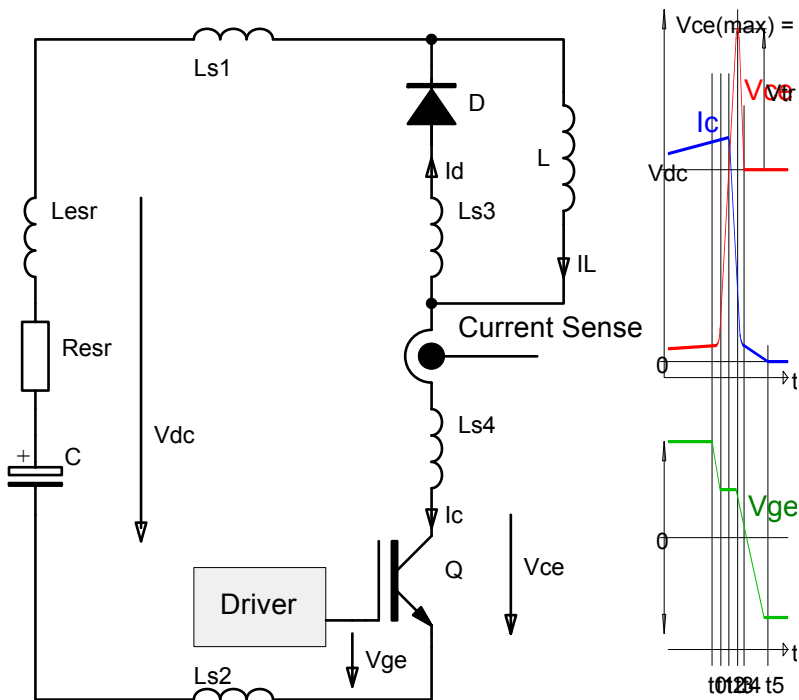 Ls1
D
Id
L
Lesr
Ls3
IL
Resr
Current Sense
Vdc
+
C
Ls4
Ic
Q
Vce
Driver
Vge
Ls2
Vce(max) =
Vce
Vtr
Ic
Vdc
0
t
Vge
0
t
t5